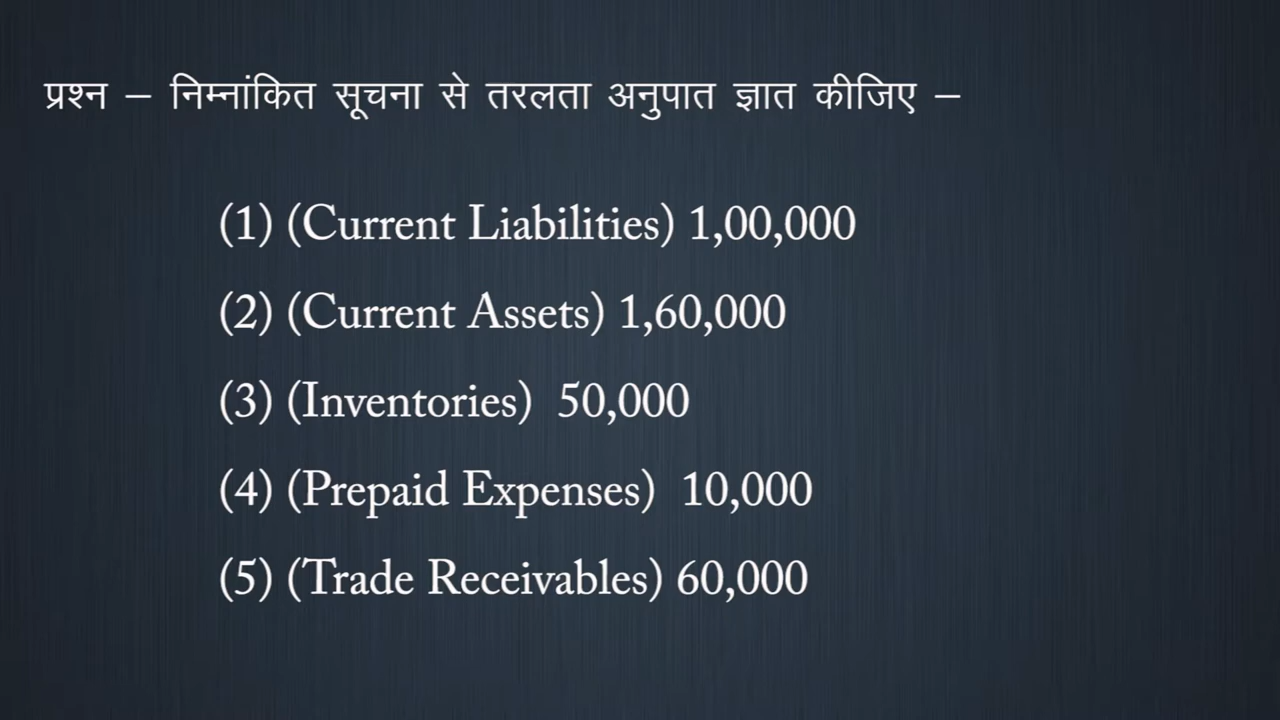 प्रश्न – निम्नांकित सूचना से तरलता अनुपात ज्ञात कीजिए –
(1) (Current Liabilities) 1,00,000
(2) (Current Assets) 1,60,000
(3) (Inventories) 50,000
(4) (Prepaid Expenses) 10,000
(5) (Trade Receivables) 60,000